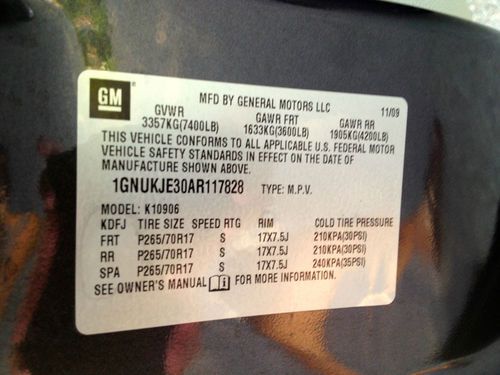 GM
MFD BY GENERAL MOTORS LLC 11/09
GVWR GAWR FRT GAWR RR
3357KG(7400LB) 1633KG(3600LB) 1905KG(4200LB)
THIS VEHICLE CONFORMS TO ALL APPLICABLE U.S. FEDERAL MOTOR
VEHICLE SAFETY STANDARDS IN EFFECT ON THE DATE OF
MANUFACTURE SHOWN ABOVE.
1GNUKJE30AR117828 TYPE: M.P.V.
MODEL: K10906
KDFJ TIRE SIZE SPEED RTG RIM COLD TIRE PRESSURE
FRT P265/70R17 S 17X7.5J 210KPA(30PSI)
RR P265/70R17 S 17X7.5J 210KPA(30PSI)
SPA P265/70R17 S 17X7.5J 240KPA(35PSI)
SEE OWNER'S MANUAL FOR MORE INFORMATION.